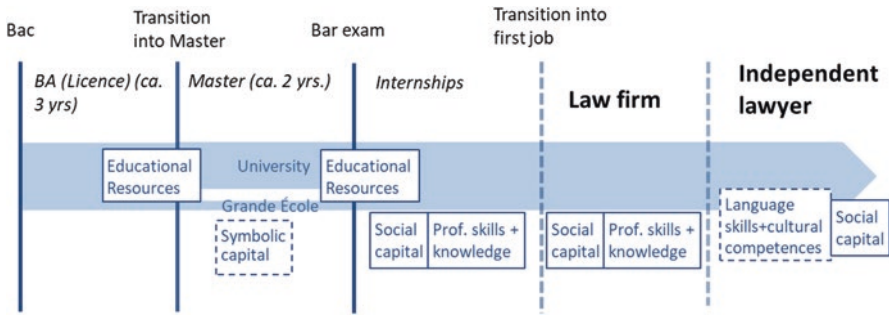 Bac
Transition
into Master
Bar exam
Transition into
first job
BA (Licence) (ca.
3 yrs)
Master (ca. 2 yrs.)
Internships
Law firm
Independent
lawyer
Educational
Resources
University
Grande École
Educational
Resources
Symbolic
capital
Social
capital
Prof. skills +
knowledge
Social
capital
Prof. skills +
knowledge
Language
skills+cultural
competences
Social
capital